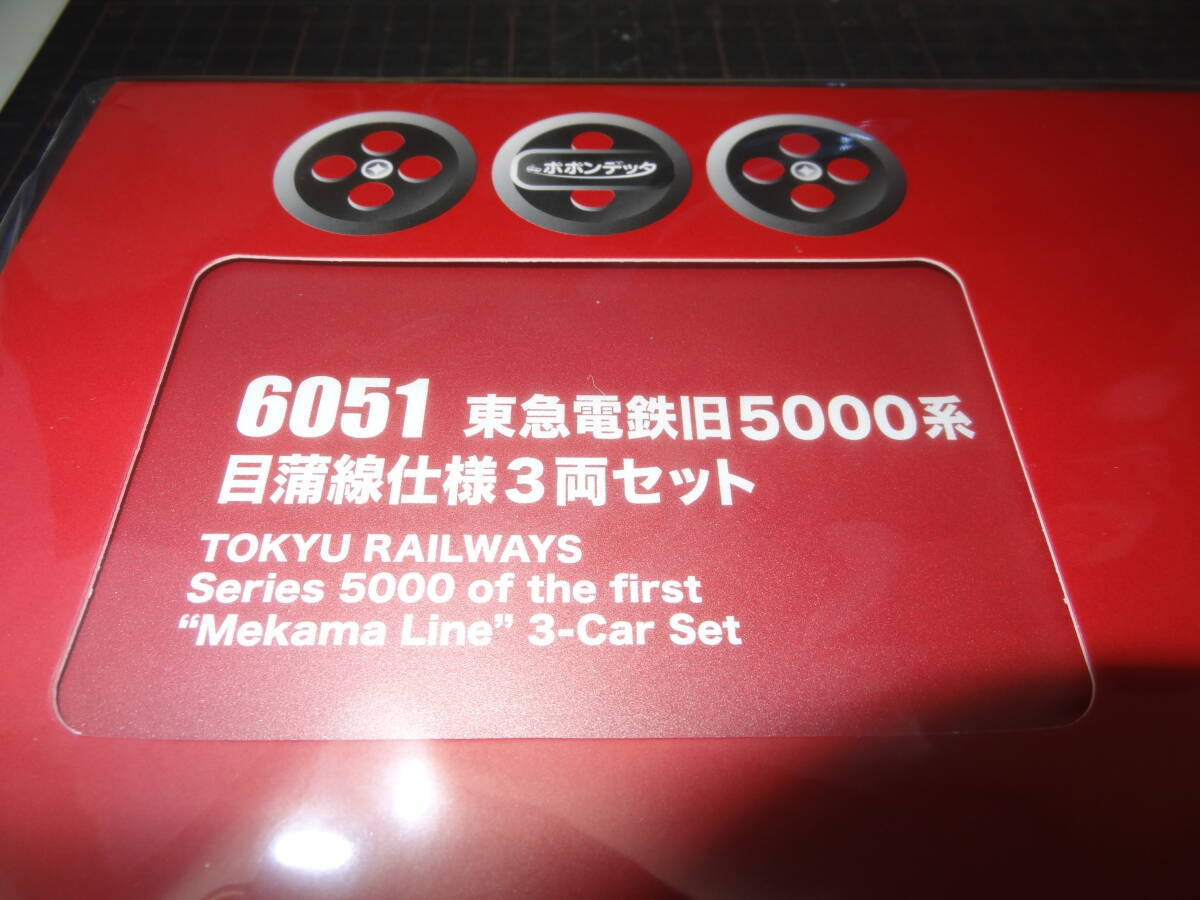 ポポンデッタ
6051 東急電鉄旧5000系
目蒲線仕様3両セット
TOKYU RAILWAYS
Series 5000 of the first
“Mekama Line” 3-Car Set